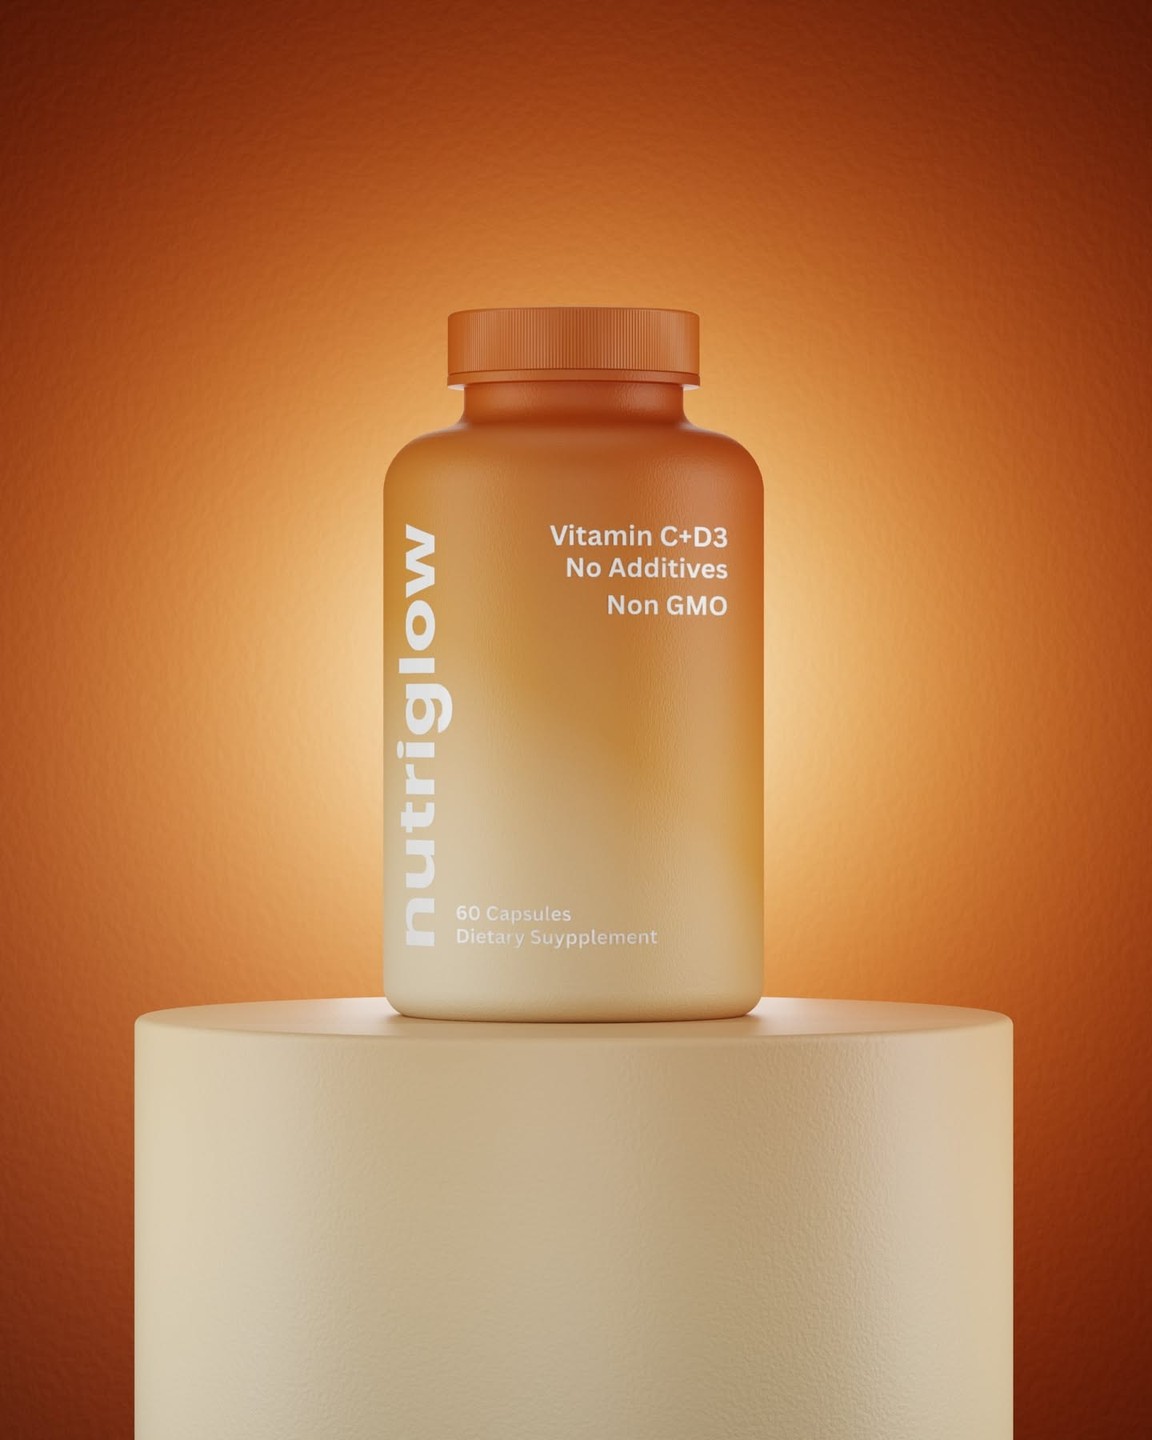 nutriglow
Vitamin C+D3
No Additives
Non GMO
60 Capsules
Dietary Suypplement